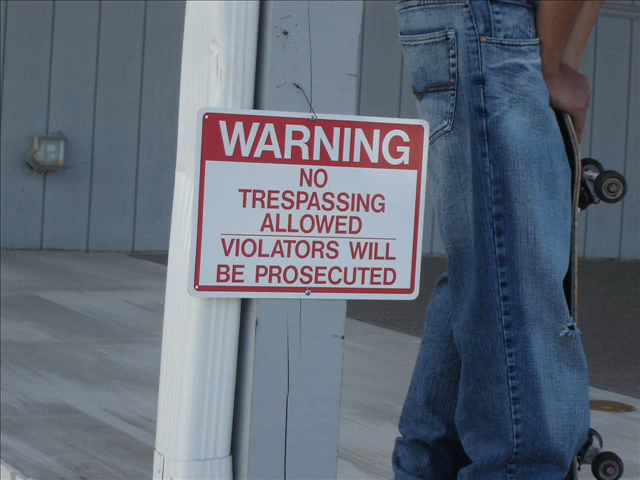 WARNING
NO
TRESPASSING
ALLOWED
VIOLATORS WILL
BE PROSECUTED